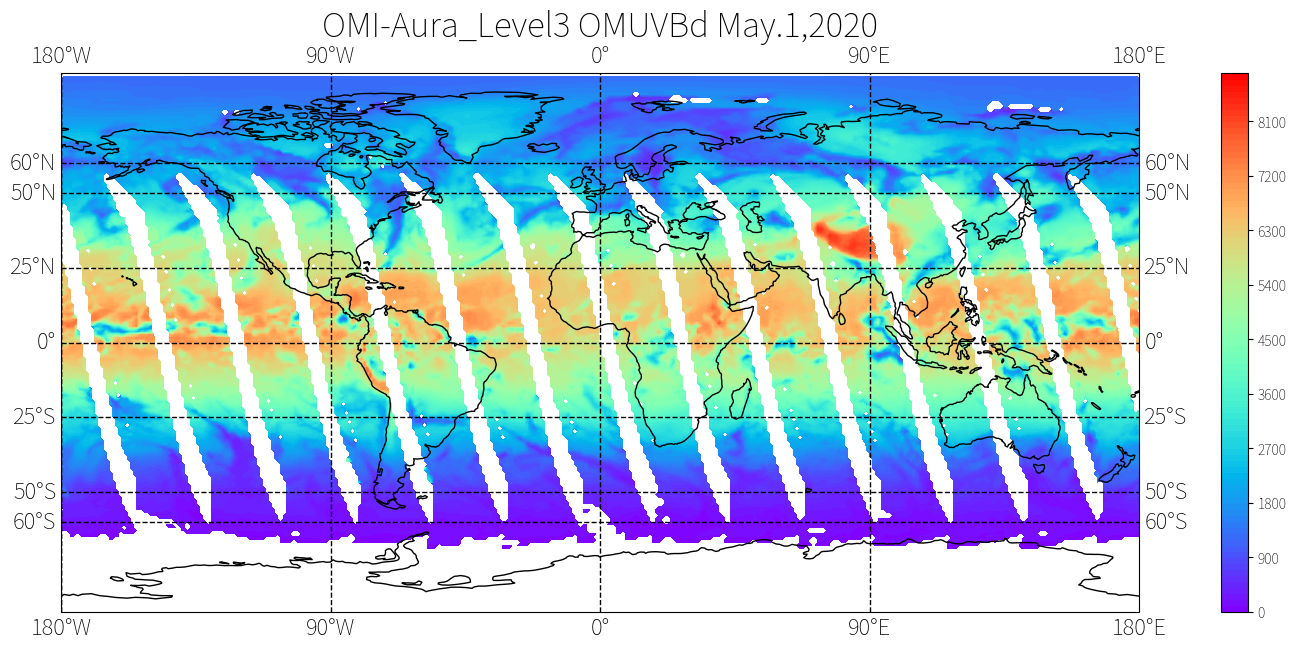 OMI-Aura_Level3 OMUVBd May.1,2020
180°W 90°W 0° 90°E 180°E
8100
60°N 60°N
7200
50°N 50°N
6300
25°N 25°N
5400
0° 0°
4500
3600
25°S 25°S
2700
50°S 50°S
1800
60°S 60°S
900
0
180°W 90°W 0° 90°E 180°E